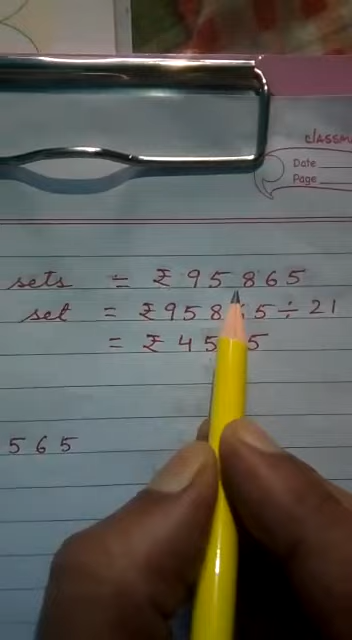 classm
Date
Page
sets = ₹ 95865
set = ₹ 958 5 ÷ 21
= ₹ 45 5
565